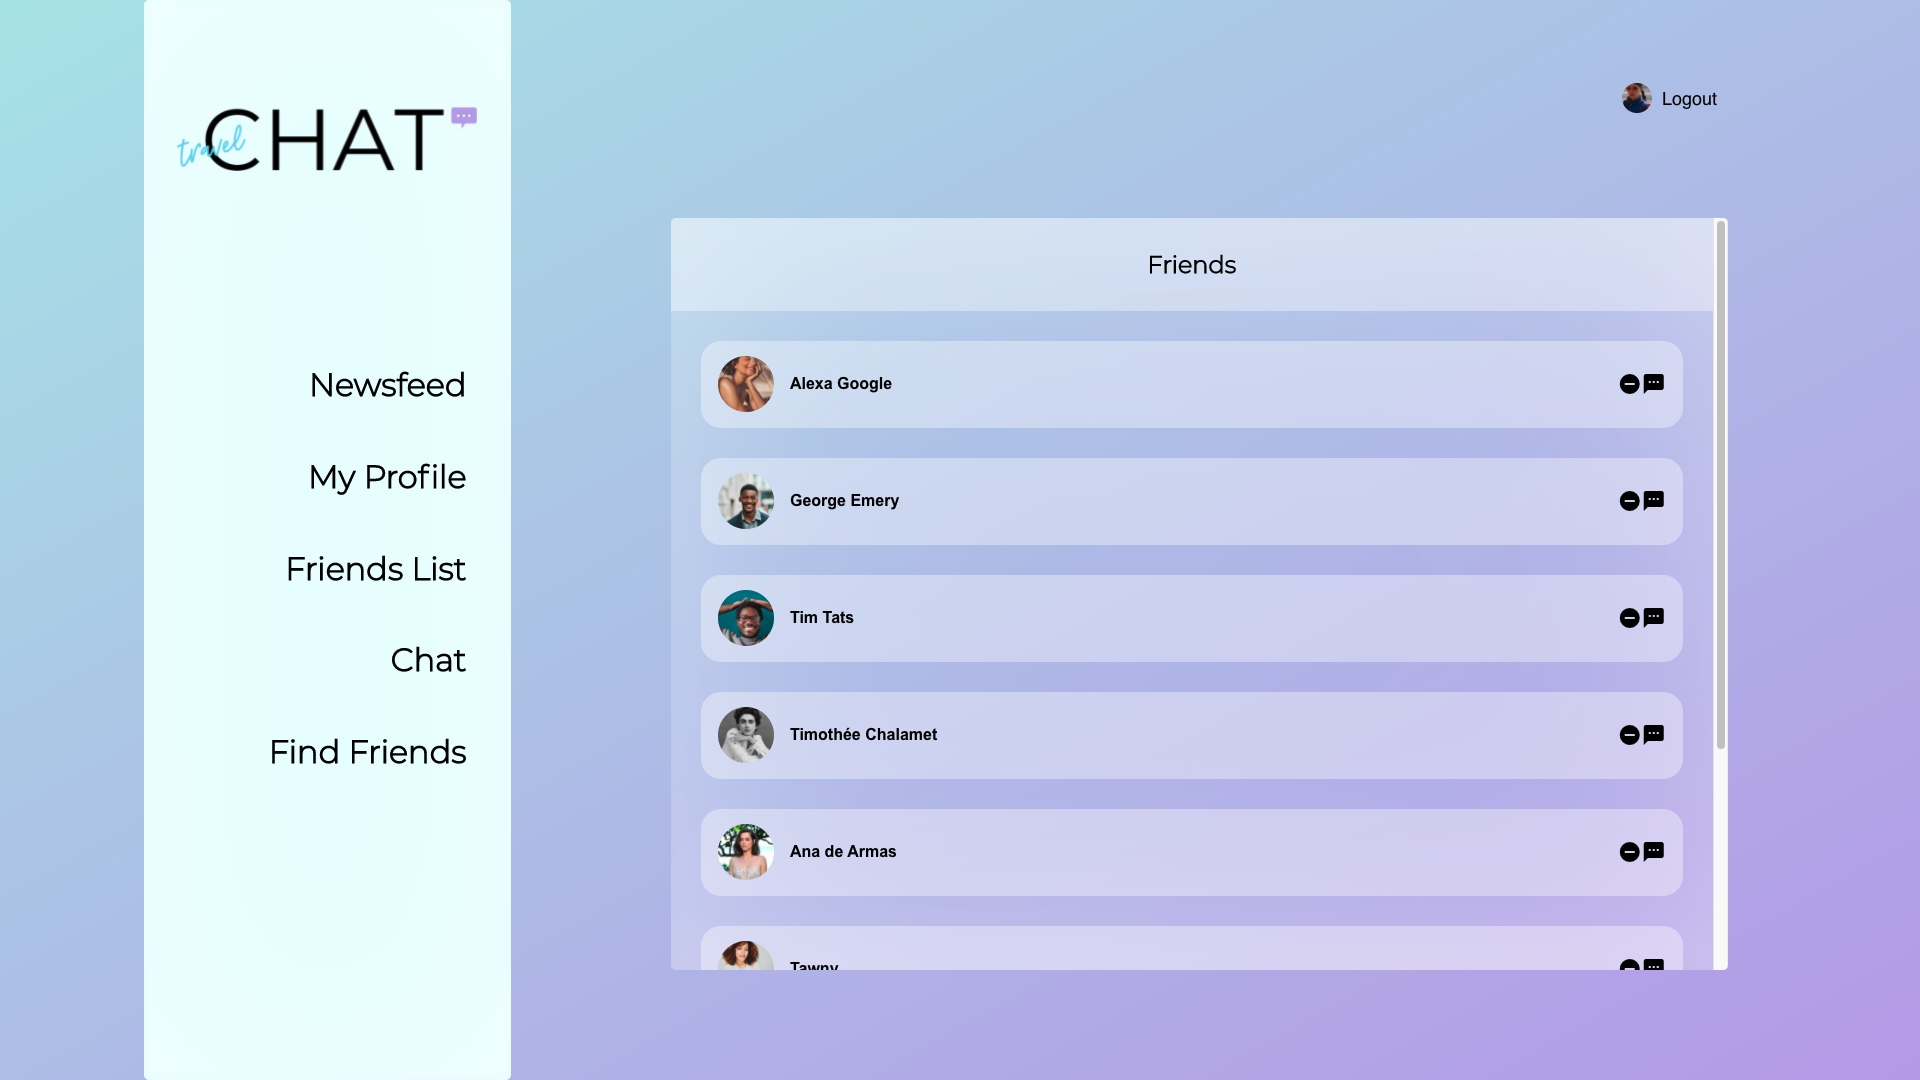 travel CHAT
Logout
Newsfeed
My Profile
Friends List
Chat
Find Friends
Friends
Alexa Google
George Emery
Tim Tats
Timothée Chalamet
Ana de Armas
Tawny